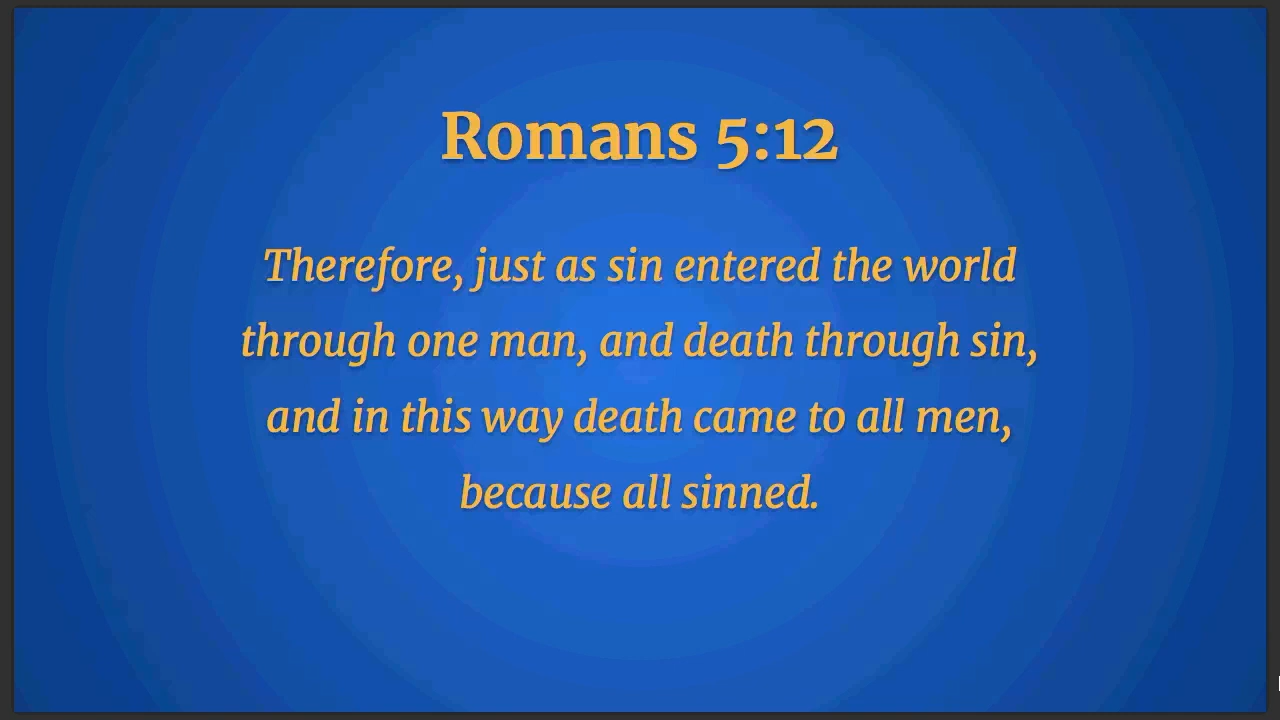 Romans 5:12
Therefore, just as sin entered the world
through one man, and death through sin,
and in this way death came to all men,
because all sinned.